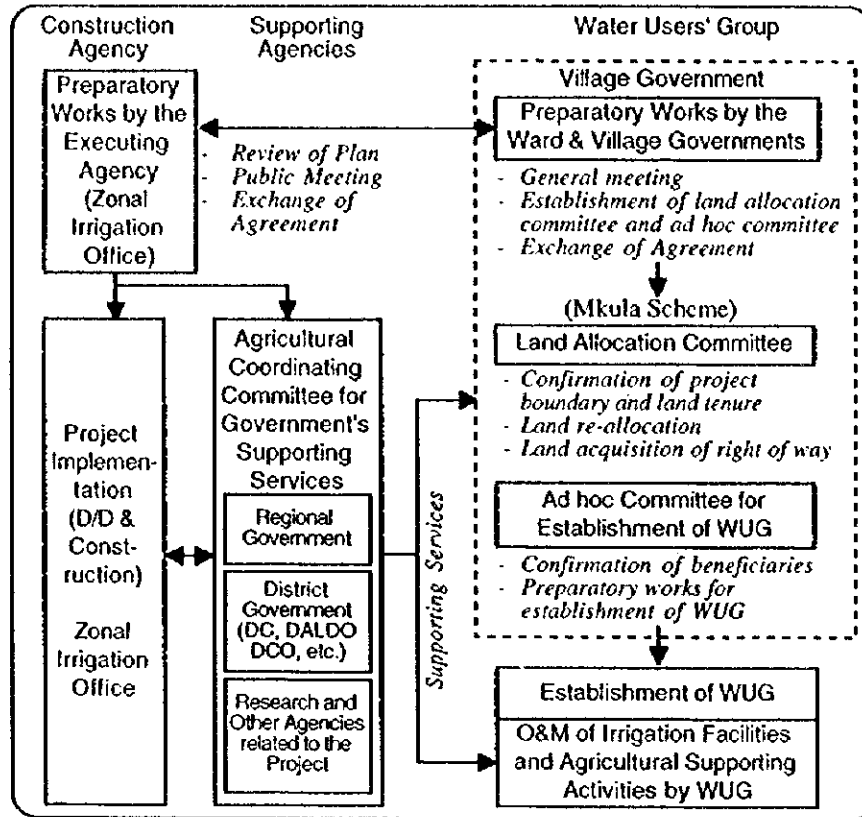 Construction Agency
Supporting Agencies
Water Users' Group
Preparatory
Works by the
Executing
Agency
(Zonal
Irrigation
Office)
- Review of Plan
- Public Meeting
- Exchange of
Agreement
Village Government
Preparatory Works by the
Ward & Village Governments
- General meeting
- Establishment of land allocation
committee and ad hoc committee
- Exchange of Agreement
(Mkula Scheme)
Land Allocation Committee
- Confirmation of project
boundary and land tenure
- Land re-allocation
- Land acquisition of right of way
Ad hoc Committee for
Establishment of WUG
- Confirmation of beneficiaries
- Preparatory works for
establishment of WUG
Project
Implemen-
tation
(D/D &
Const-
ruction)
Zonal
Irrigation
Office
Agricultural
Coordinating
Committee for
Government's
Supporting
Services
Regional
Government
District
Government
(DC, DALDO
DCO, etc.)
Research and
Other Agencies
related to the
Project
Supporting Services
Establishment of WUG
O&M of Irrigation Facilities
and Agricultural Supporting
Activities by WUG